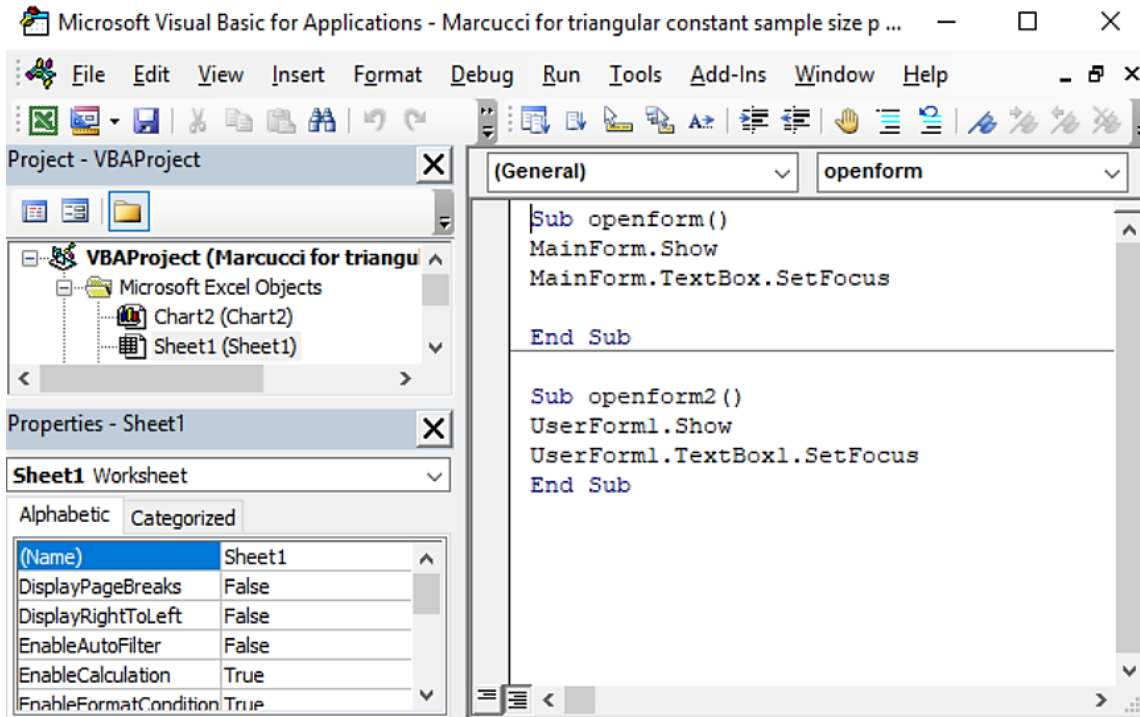 Microsoft Visual Basic for Applications - Marcucci for triangular constant sample size p ...
File Edit View Insert Format Debug Run Tools Add-Ins Window Help
Project - VBAProject
VBAProject (Marcucci for triangul
Microsoft Excel Objects
Chart2 (Chart2)
Sheet1 (Sheet1)
Properties - Sheet1
Sheet1 Worksheet
Alphabetic Categorized
(Name) Sheet1
DisplayPageBreaks False
DisplayRightToLeft False
EnableAutoFilter False
EnableCalculation True
EnableFormatCondition True
(General) openform
Sub openform()
MainForm.Show
MainForm.TextBox.SetFocus
End Sub
Sub openform2()
UserForm1.Show
UserForm1.TextBox1.SetFocus
End Sub